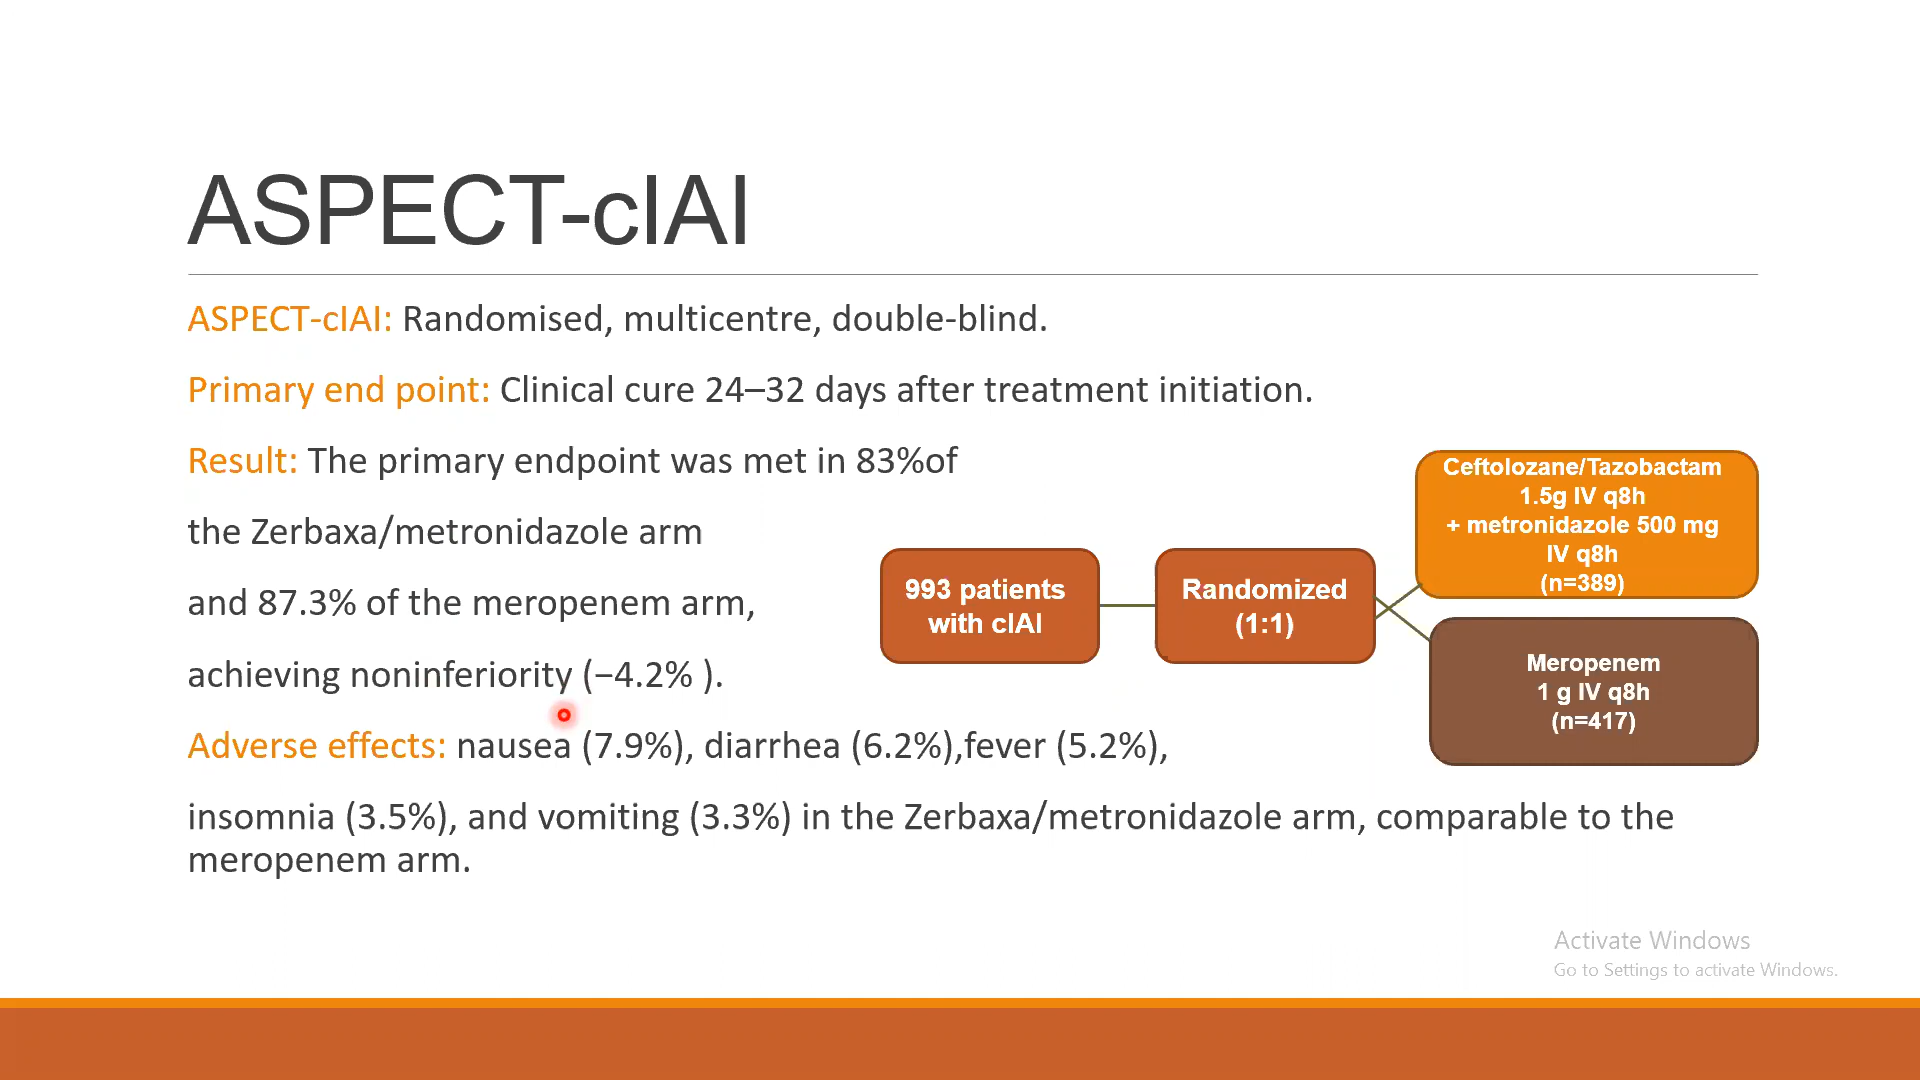 ASPECT-cIAI
ASPECT-cIAI: Randomised, multicentre, double-blind.
Primary end point: Clinical cure 24–32 days after treatment initiation.
Result: The primary endpoint was met in 83%of
the Zerbaxa/metronidazole arm
and 87.3% of the meropenem arm,
achieving noninferiority (−4.2% ).
Adverse effects: nausea (7.9%), diarrhea (6.2%),fever (5.2%),
insomnia (3.5%), and vomiting (3.3%) in the Zerbaxa/metronidazole arm, comparable to the
meropenem arm.
993 patients
with cIAI
Randomized
(1:1)
Ceftolozane/Tazobactam
1.5g IV q8h
+ metronidazole 500 mg
IV q8h
(n=389)
Meropenem
1 g IV q8h
(n=417)
Activate Windows
Go to Settings to activate Windows.